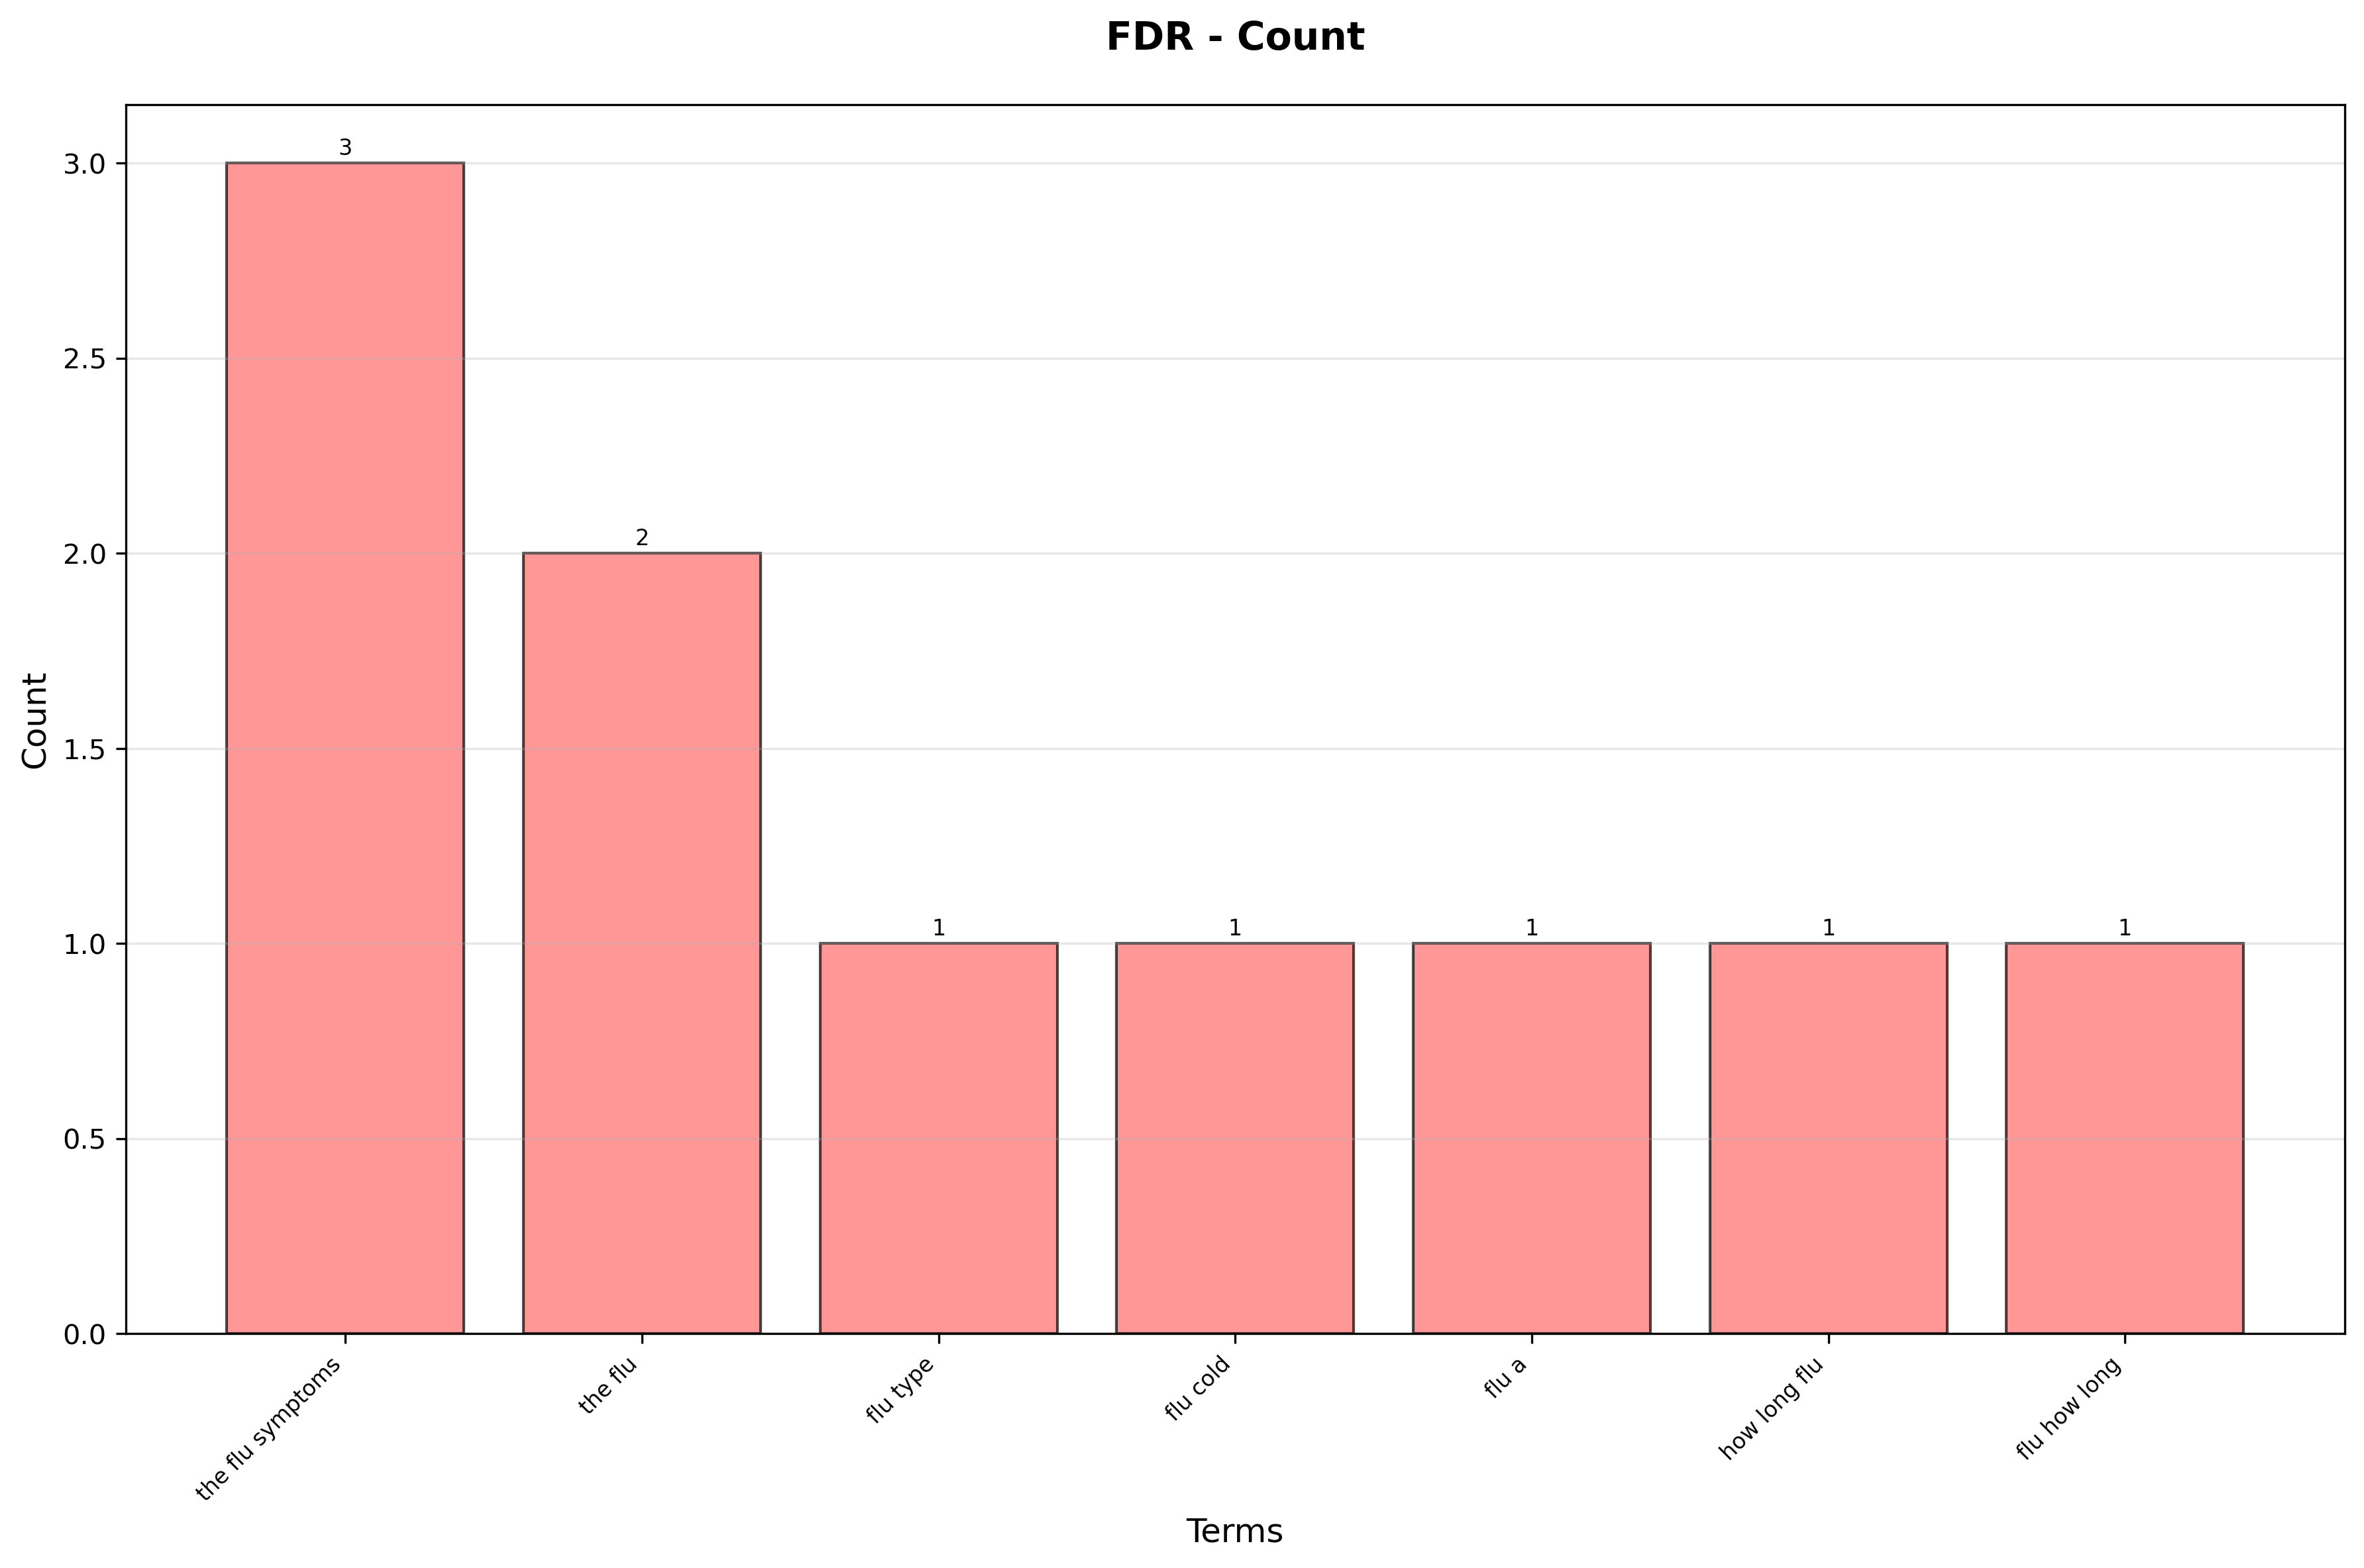 FDR - Count
3
2
1
1
1
1
1
3.0
2.5
2.0
1.5
1.0
0.5
0.0
Count
the flu symptoms
the flu
flu type
flu cold
flu a
how long flu
flu how long
Terms